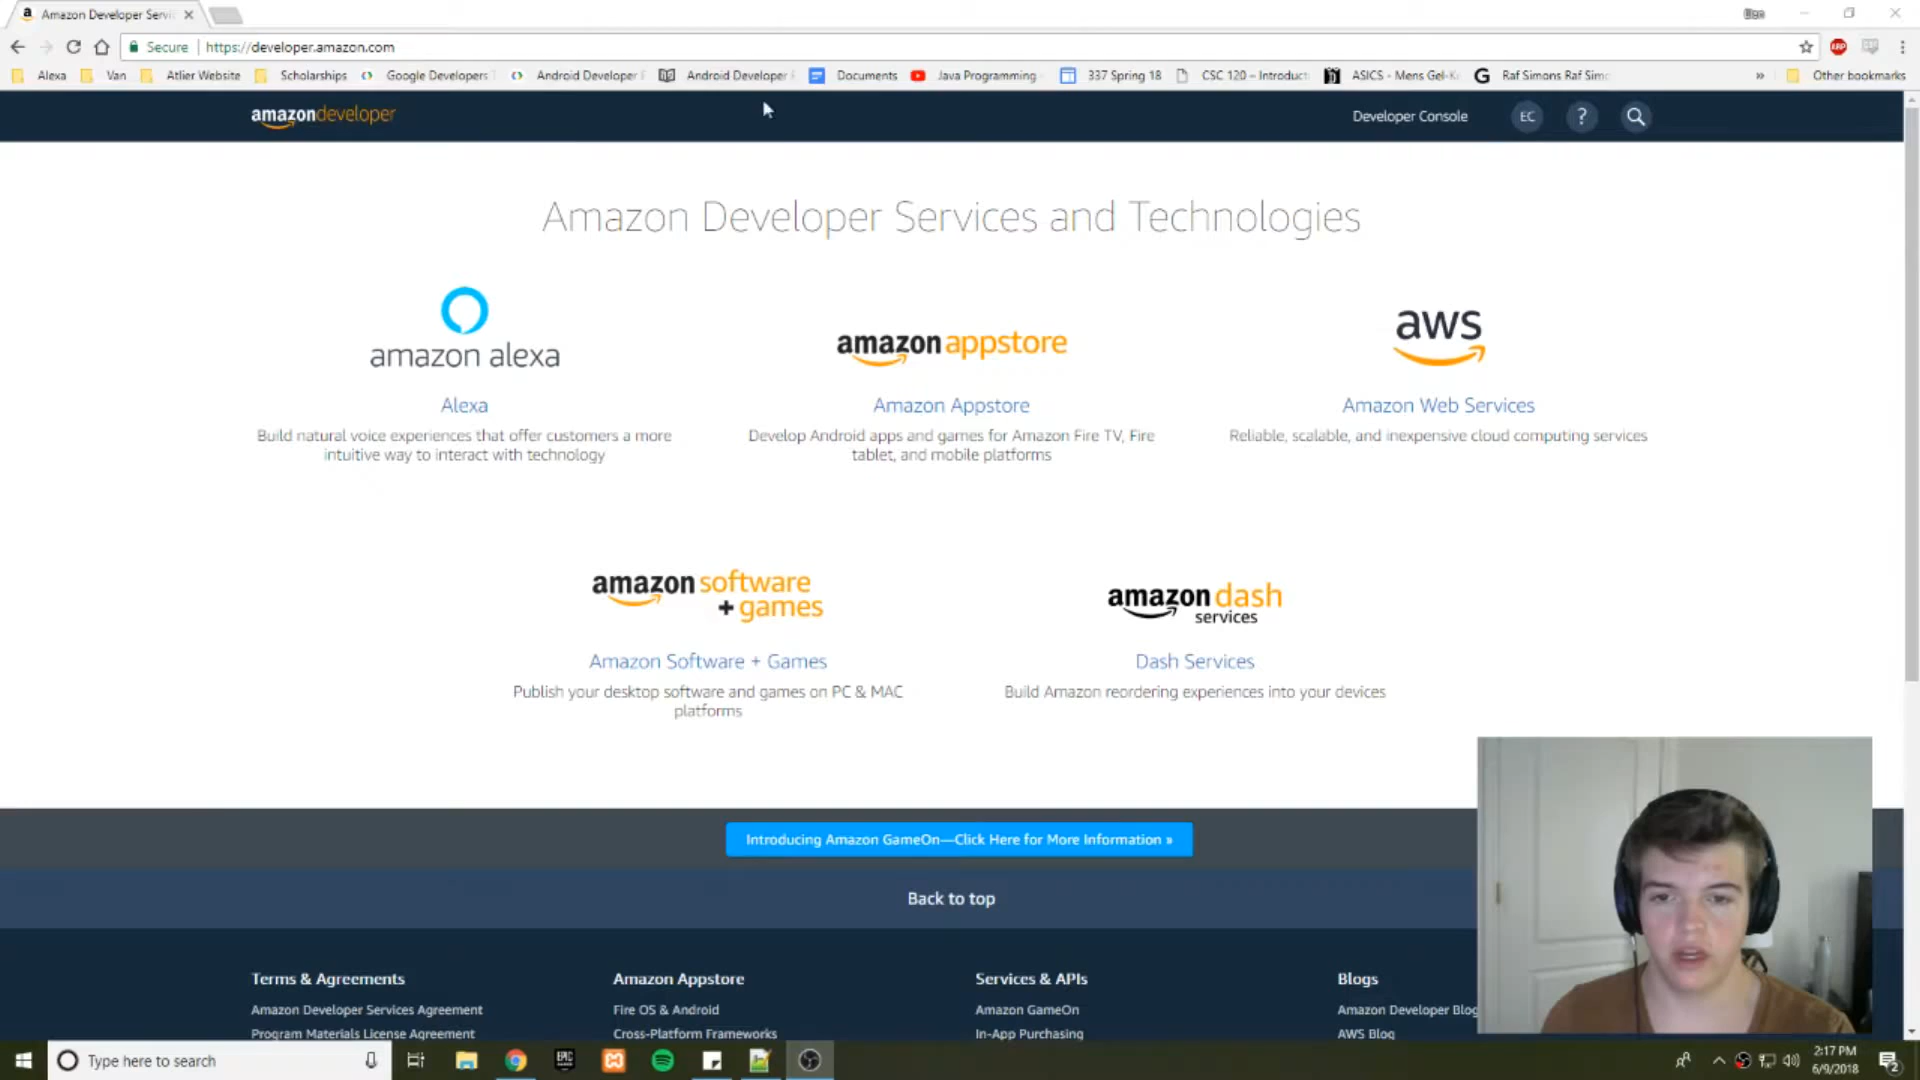 Amazon Developer Servi
Secure https://developer.amazon.com
Alexa Van Atlier Website Scholarships Google Developers Android Developer Android Developer Documents Java Programming 337 Spring 18 CSC 120 – Introduct ASICS - Mens Gel-K G Raf Simons Raf Simo » Other bookmarks
amazondeveloper Developer Console EC ?
Amazon Developer Services and Technologies
amazon alexa
amazon appstore
aws
Alexa
Amazon Appstore
Amazon Web Services
Build natural voice experiences that offer customers a more
intuitive way to interact with technology
Develop Android apps and games for Amazon Fire TV, Fire
tablet, and mobile platforms
Reliable, scalable, and inexpensive cloud computing services
amazon software
+ games
amazon dash
services
Amazon Software + Games
Dash Services
Publish your desktop software and games on PC & MAC
platforms
Build Amazon reordering experiences into your devices
Introducing Amazon GameOn—Click Here for More Information »
Back to top
Terms & Agreements
Amazon Developer Services Agreement
Program Materials License Agreement
Amazon Appstore
Fire OS & Android
Cross-Platform Frameworks
Services & APIs
Amazon GameOn
In-App Purchasing
Blogs
Amazon Developer Blog
AWS Blog
Type here to search
EPIC
2:17 PM
6/9/2018
2